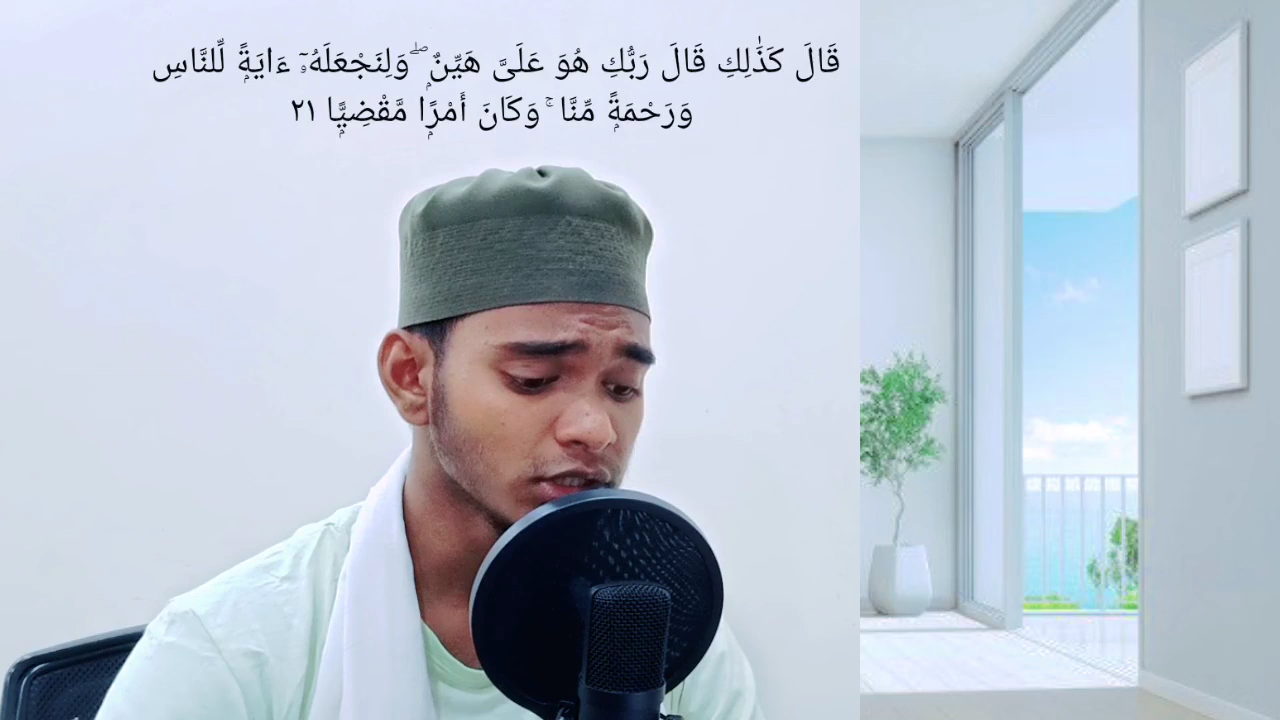 قَالَ كَذَٰلِكِ قَالَ رَبُّكِ هُوَ عَلَىَّ هَيِّنٌۭ ۖ وَلِنَجْعَلَهُۥٓ ءَايَةًۭ لِّلنَّاسِ
وَرَحْمَةًۭ مِّنَّا ۚ وَكَانَ أَمْرًۭا مَّقْضِيًّۭا ٢١